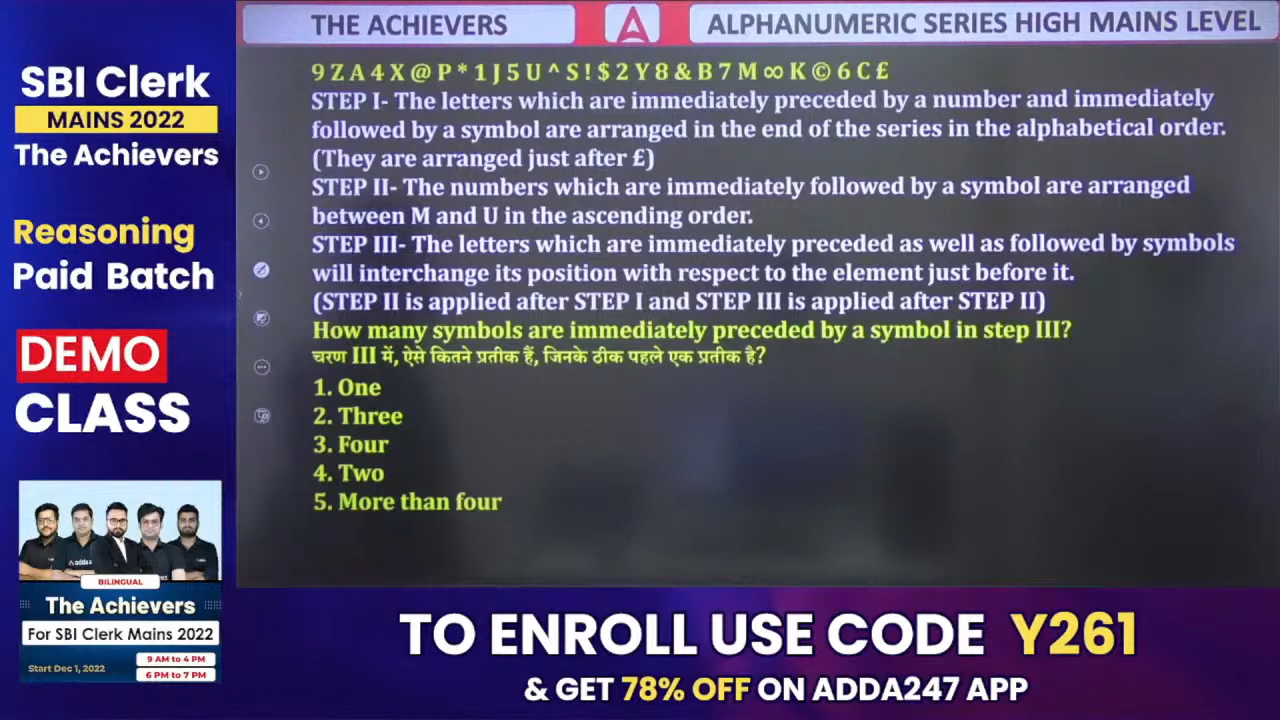 THE ACHIEVERS
ALPHANUMERIC SERIES HIGH MAINS LEVEL
SBI Clerk
MAINS 2022
The Achievers
Reasoning
Paid Batch
DEMO
CLASS
9 Z A 4 X @ P * 1 J 5 U ^ S ! $ 2 Y 8 & B 7 M ∞ K © 6 C £
STEP I- The letters which are immediately preceded by a number and immediately
followed by a symbol are arranged in the end of the series in the alphabetical order.
(They are arranged just after £)
STEP II- The numbers which are immediately followed by a symbol are arranged
between M and U in the ascending order.
STEP III- The letters which are immediately preceded as well as followed by symbols
will interchange its position with respect to the element just before it.
(STEP II is applied after STEP I and STEP III is applied after STEP II)
How many symbols are immediately preceded by a symbol in step III?
चरण III में, ऐसे कितने प्रतीक हैं, जिनके ठीक पहले एक प्रतीक है?
1. One
2. Three
3. Four
4. Two
5. More than four
BILINGUAL
The Achievers
For SBI Clerk Mains 2022
Start Dec 1, 2022
9 AM to 4 PM
6 PM to 7 PM
TO ENROLL USE CODE Y261
& GET 78% OFF ON ADDA247 APP